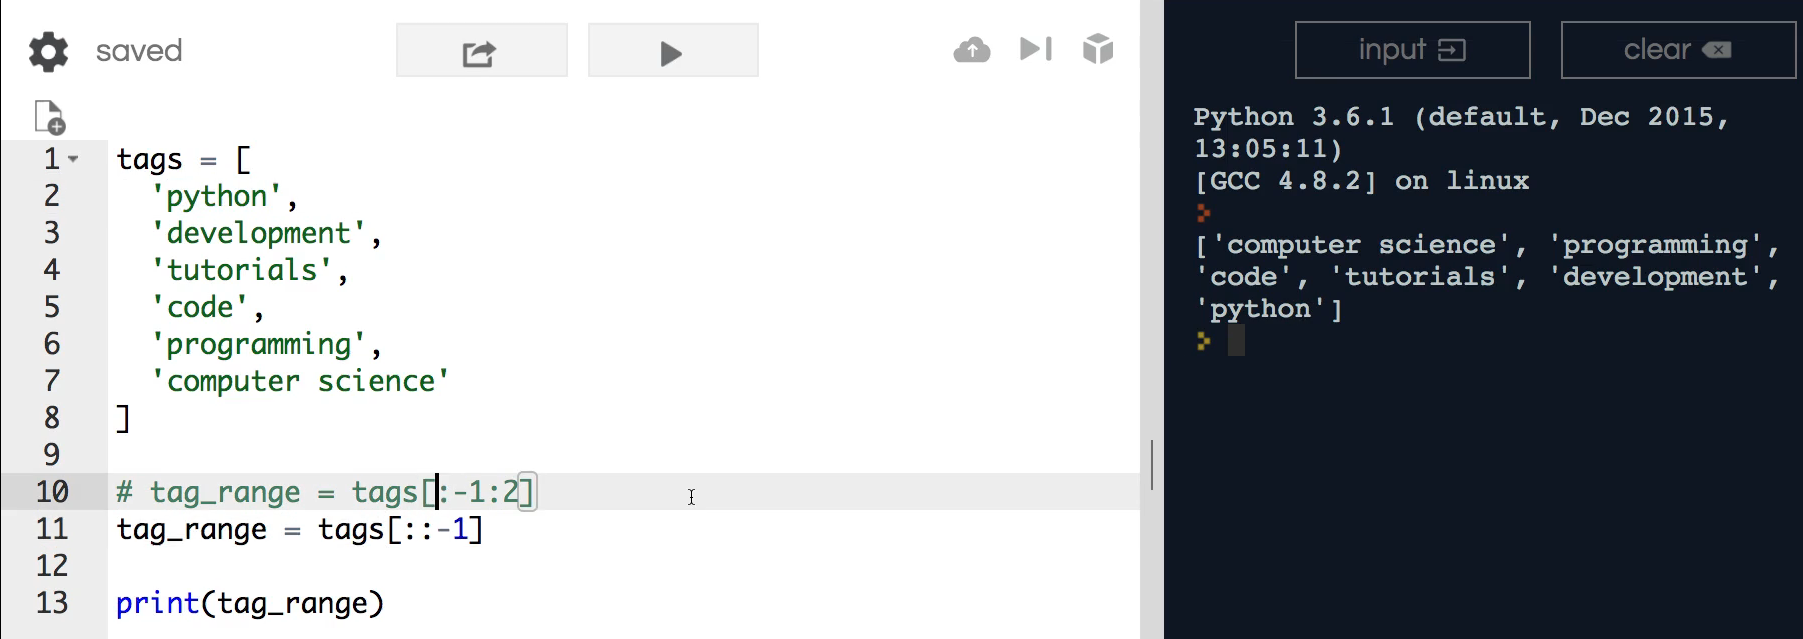 saved
input
clear
1 tags = [
2 'python',
3 'development',
4 'tutorials',
5 'code',
6 'programming',
7 'computer science'
8 ]
9
10 # tag_range = tags[:-1:2]
11 tag_range = tags[::-1]
12
13 print(tag_range)
Python 3.6.1 (default, Dec 2015,
13:05:11)
[GCC 4.8.2] on linux
['computer science', 'programming',
'code', 'tutorials', 'development',
'python']